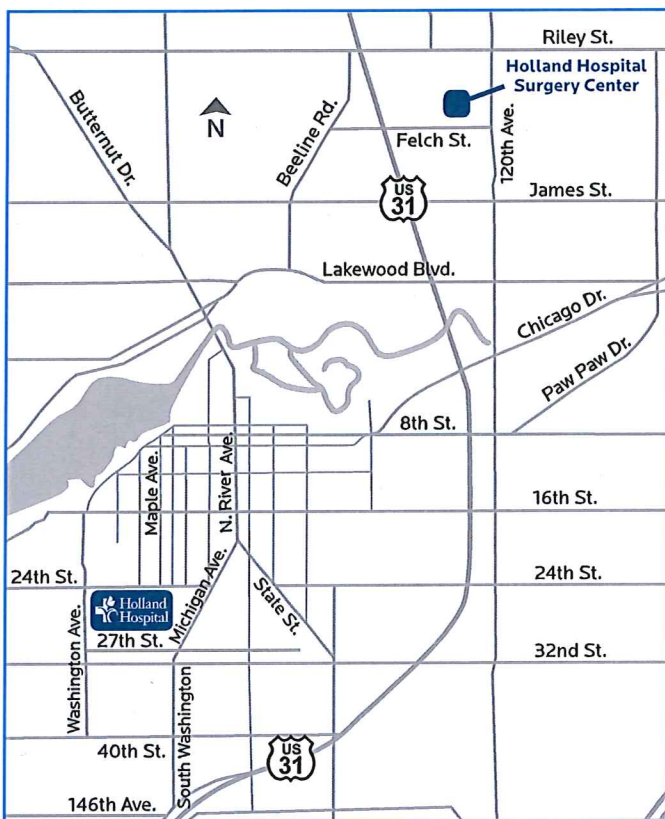 Riley St.
Holland Hospital
Surgery Center
Butternut Dr.
N
Beeline Rd.
Felch St.
120th Ave.
US
31
James St.
Lakewood Blvd.
Chicago Dr.
Paw Paw Dr.
8th St.
Maple Ave.
N. River Ave.
16th St.
24th St.
24th St.
Holland
Hospital
Michigan Ave.
State St.
27th St.
Washington Ave.
32nd St.
South Washington
40th St.
US
31
146th Ave.